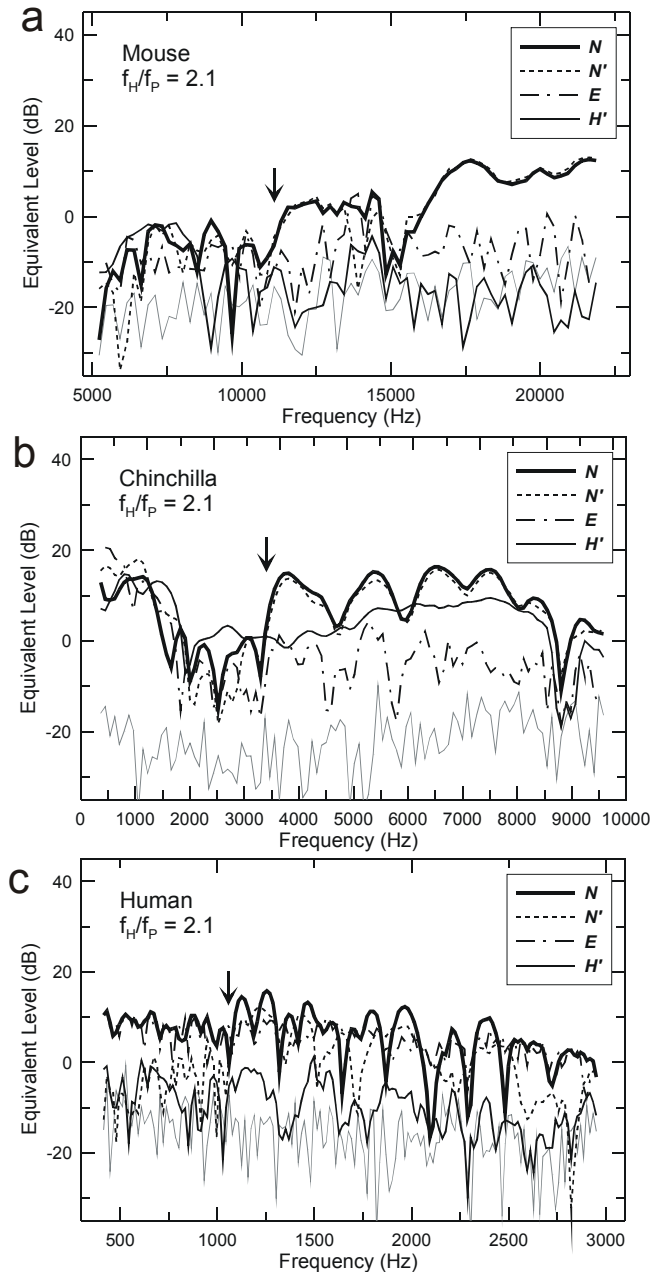 a
40
20
0
-20
Equivalent Level (dB)
Mouse
f_H/f_P = 2.1
N
N'
E
H'
5000 10000 15000 20000
Frequency (Hz)
b
40
20
0
-20
Equivalent Level (dB)
Chinchilla
f_H/f_P = 2.1
N
N'
E
H'
0 1000 2000 3000 4000 5000 6000 7000 8000 9000 10000
Frequency (Hz)
c
40
20
0
-20
Equivalent Level (dB)
Human
f_H/f_P = 2.1
N
N'
E
H'
500 1000 1500 2000 2500 3000
Frequency (Hz)